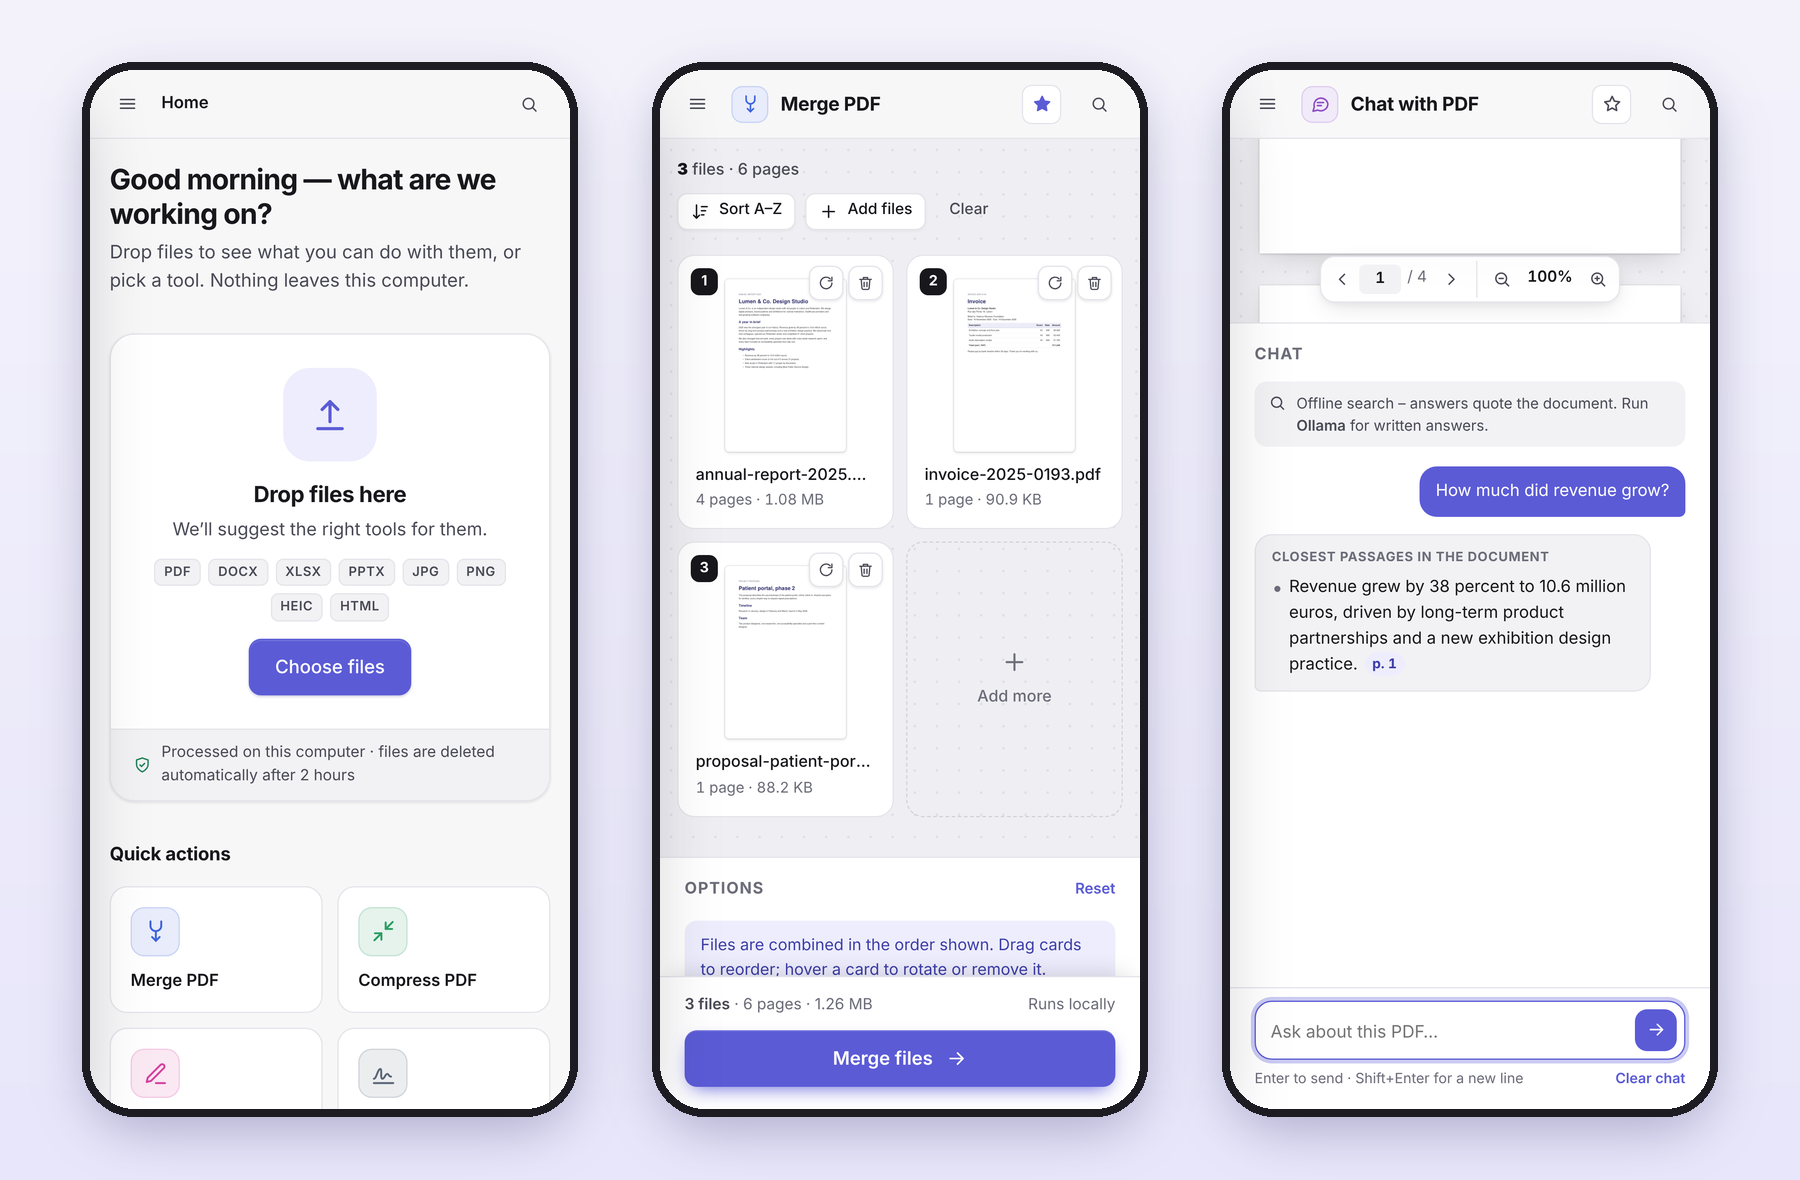 Home
Good morning — what are we
working on?
Drop files to see what you can do with them, or
pick a tool. Nothing leaves this computer.
Drop files here
We’ll suggest the right tools for them.
PDF DOCX XLSX PPTX JPG PNG
HEIC HTML
Choose files
Processed on this computer · files are deleted
automatically after 2 hours
Quick actions
Merge PDF
Compress PDF
Merge PDF
3 files · 6 pages
Sort A–Z
Add files
Clear
1
Lumen & Co. Design Studio
annual-report-2025....
4 pages · 1.08 MB
2
Invoice
invoice-2025-0193.pdf
1 page · 90.9 KB
3
Patient portal, phase 2
Timeline
proposal-patient-por...
1 page · 88.2 KB
Add more
OPTIONS
Reset
Files are combined in the order shown. Drag cards
to reorder; hover a card to rotate or remove it.
3 files · 6 pages · 1.26 MB
Runs locally
Merge files
Chat with PDF
1 / 4
100%
CHAT
Offline search – answers quote the document. Run
Ollama for written answers.
How much did revenue grow?
CLOSEST PASSAGES IN THE DOCUMENT
Revenue grew by 38 percent to 10.6 million
euros, driven by long-term product
partnerships and a new exhibition design
practice. p. 1
Ask about this PDF...
Enter to send · Shift+Enter for a new line
Clear chat